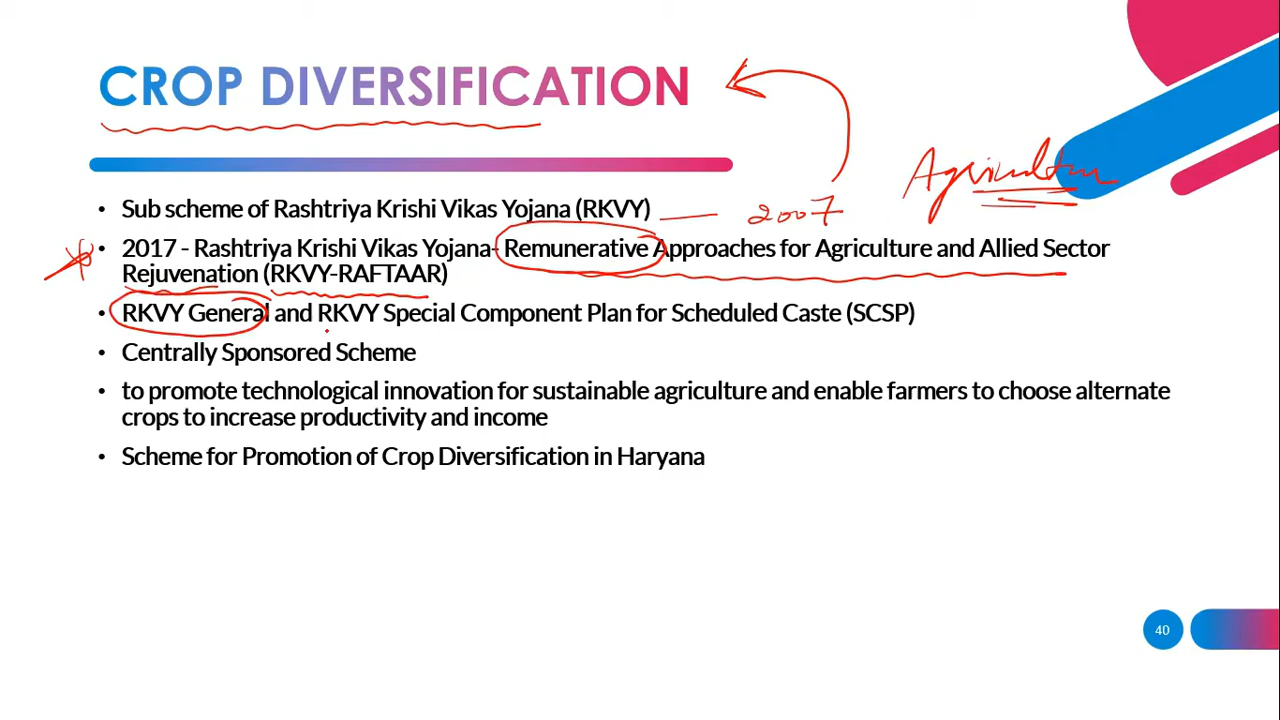 CROP DIVERSIFICATION
Agricultur
• Sub scheme of Rashtriya Krishi Vikas Yojana (RKVY) — 2007
• 2017 - Rashtriya Krishi Vikas Yojana- Remunerative Approaches for Agriculture and Allied Sector
Rejuvenation (RKVY-RAFTAAR)
• RKVY General and RKVY Special Component Plan for Scheduled Caste (SCSP)
• Centrally Sponsored Scheme
• to promote technological innovation for sustainable agriculture and enable farmers to choose alternate
crops to increase productivity and income
• Scheme for Promotion of Crop Diversification in Haryana
40